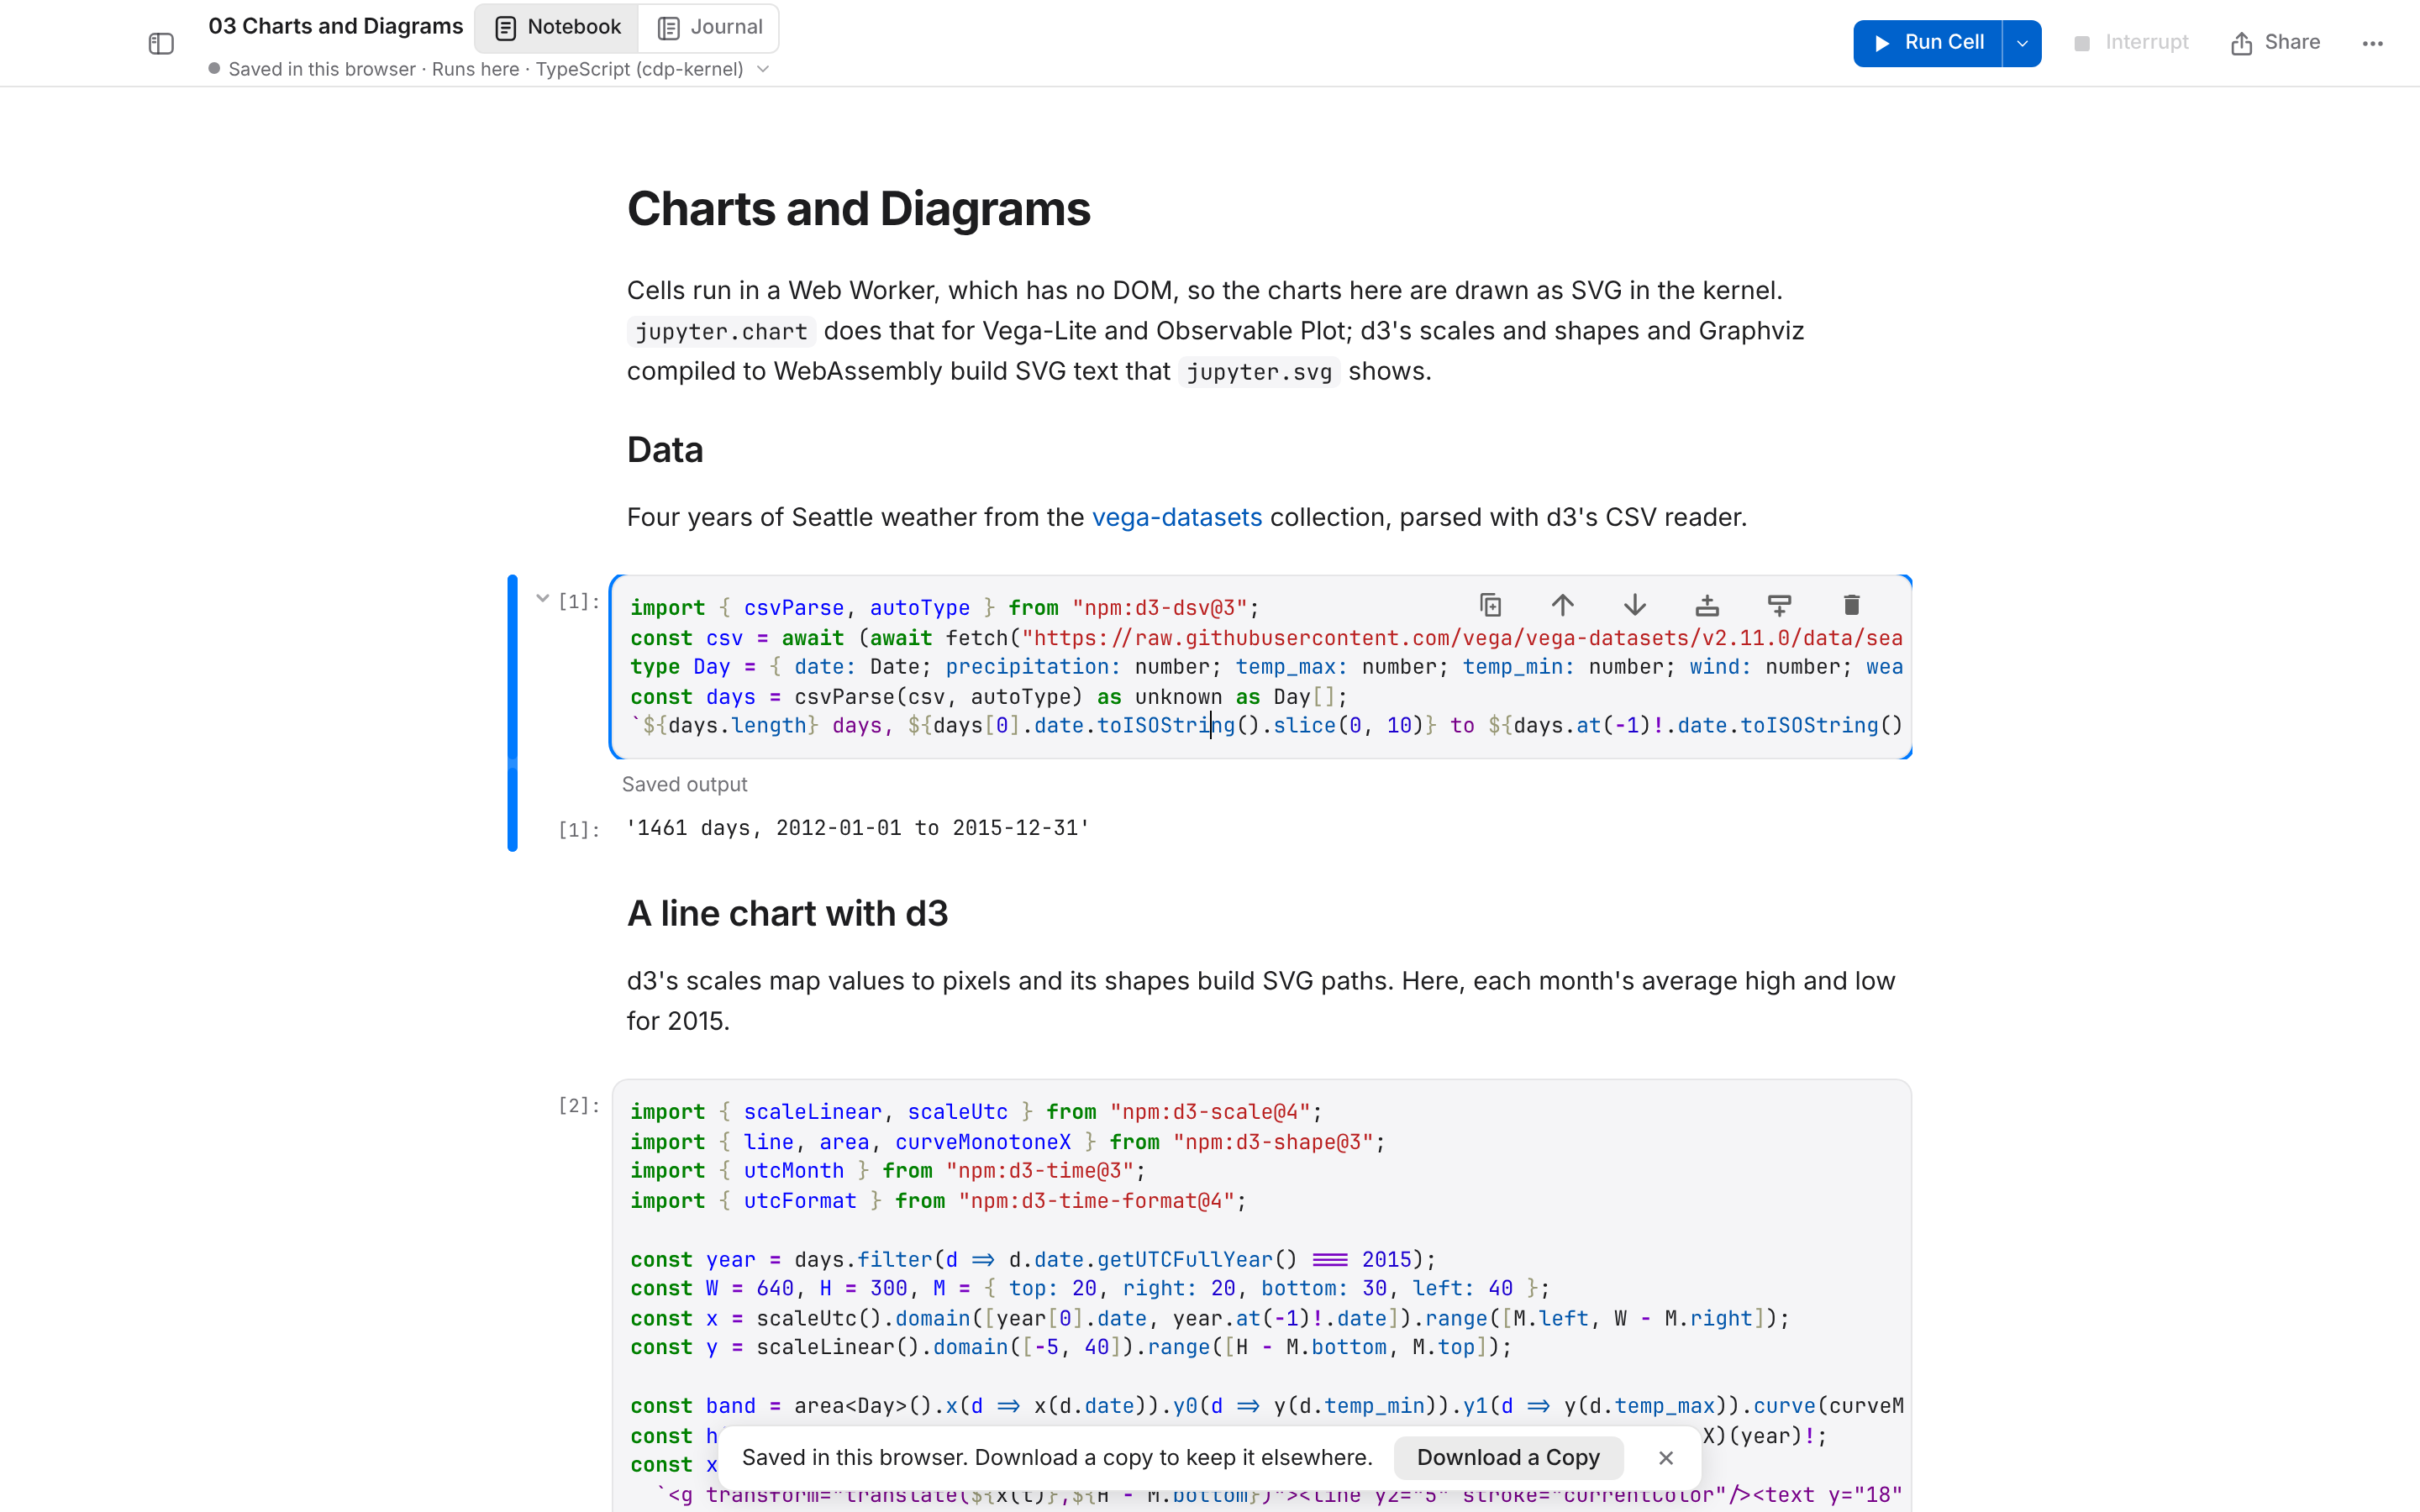 03 Charts and Diagrams
Notebook
Journal
Saved in this browser · Runs here · TypeScript (cdp-kernel)
Run Cell
Interrupt
Share
Charts and Diagrams
Cells run in a Web Worker, which has no DOM, so the charts here are drawn as SVG in the kernel.
jupyter.chart does that for Vega-Lite and Observable Plot; d3's scales and shapes and Graphviz
compiled to WebAssembly build SVG text that jupyter.svg shows.
Data
Four years of Seattle weather from the vega-datasets collection, parsed with d3's CSV reader.
[1]:
import { csvParse, autoType } from "npm:d3-dsv@3";
const csv = await (await fetch("https://raw.githubusercontent.com/vega/vega-datasets/v2.11.0/data/sea
type Day = { date: Date; precipitation: number; temp_max: number; temp_min: number; wind: number; wea
const days = csvParse(csv, autoType) as unknown as Day[];
`${days.length} days, ${days[0].date.toISOString().slice(0, 10)} to ${days.at(-1)!.date.toISOString()
Saved output
[1]: '1461 days, 2012-01-01 to 2015-12-31'
A line chart with d3
d3's scales map values to pixels and its shapes build SVG paths. Here, each month's average high and low
for 2015.
[2]:
import { scaleLinear, scaleUtc } from "npm:d3-scale@4";
import { line, area, curveMonotoneX } from "npm:d3-shape@3";
import { utcMonth } from "npm:d3-time@3";
import { utcFormat } from "npm:d3-time-format@4";
const year = days.filter(d => d.date.getUTCFullYear() === 2015);
const W = 640, H = 300, M = { top: 20, right: 20, bottom: 30, left: 40 };
const x = scaleUtc().domain([year[0].date, year.at(-1)!.date]).range([M.left, W - M.right]);
const y = scaleLinear().domain([-5, 40]).range([H - M.bottom, M.top]);
const band = area<Day>().x(d => x(d.date)).y0(d => y(d.temp_min)).y1(d => y(d.temp_max)).curve(curveM
const h X)(year)!;
const x
`<g transform="translate(${x(t)},${H - M.bottom})"><line y2="5" stroke="currentColor"/><text y="18"
Saved in this browser. Download a copy to keep it elsewhere.
Download a Copy